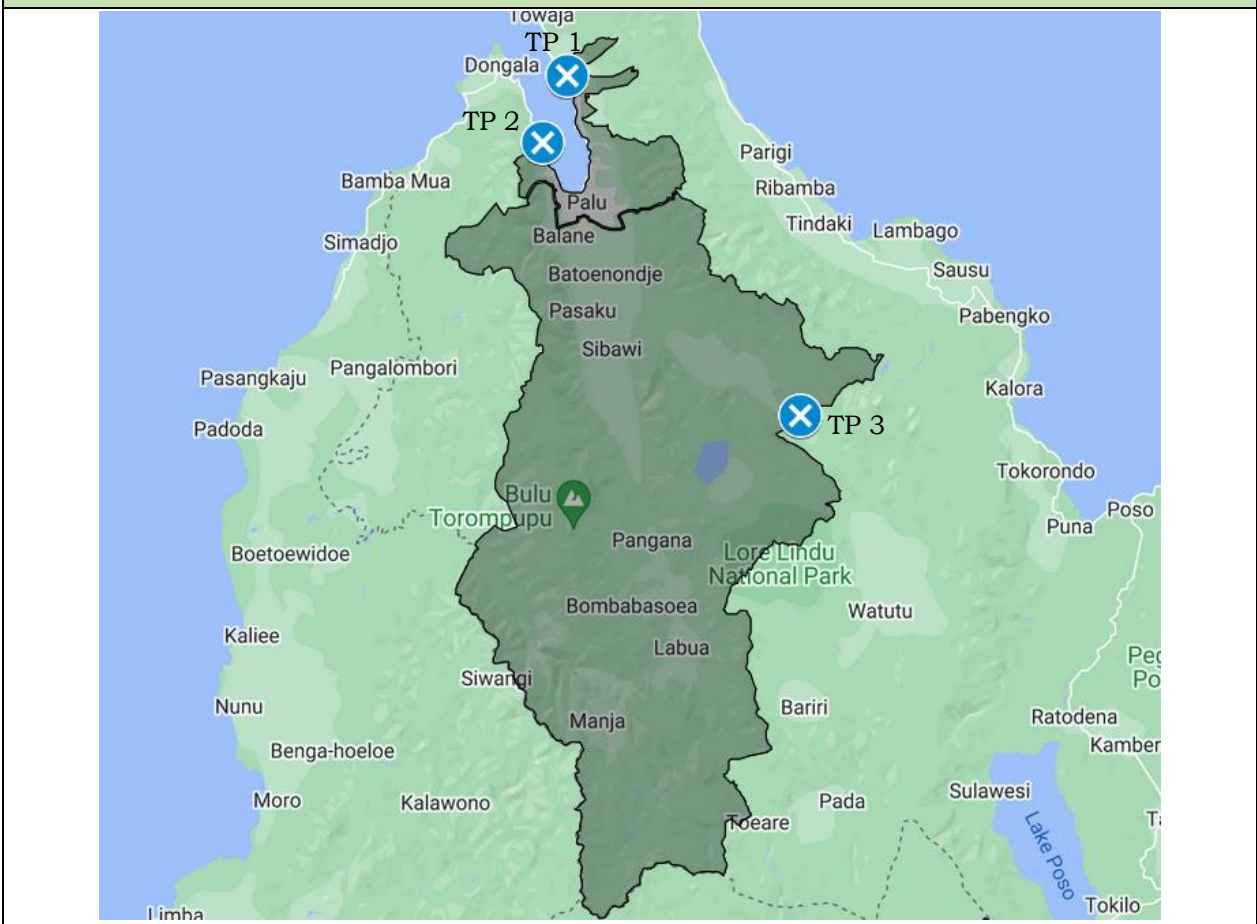 Towaja
TP 1
Dongala
TP 2
Parigi
Bamba Mua
Ribamba
Palu
Tindaki
Lambago
Simadjo
Balane
Sausu
Batoenondje
Pasaku
Pabengko
Sibawi
Pangalombori
Pasangkaju
Kalora
Padoda
TP 3
Tokorondo
Bulu
Torompupu
Poso
Puna
Pangana
Boetoewidoe
Lore Lindu
National Park
Bombabasoea
Watutu
Kaliee
Labua
Siwangi
Nunu
Bariri
Manja
Ratodena
Benga-hoeloe
Moro
Kalawono
Pada
Sulawesi
Toeare
Lake Poso
Tokilo
Limba